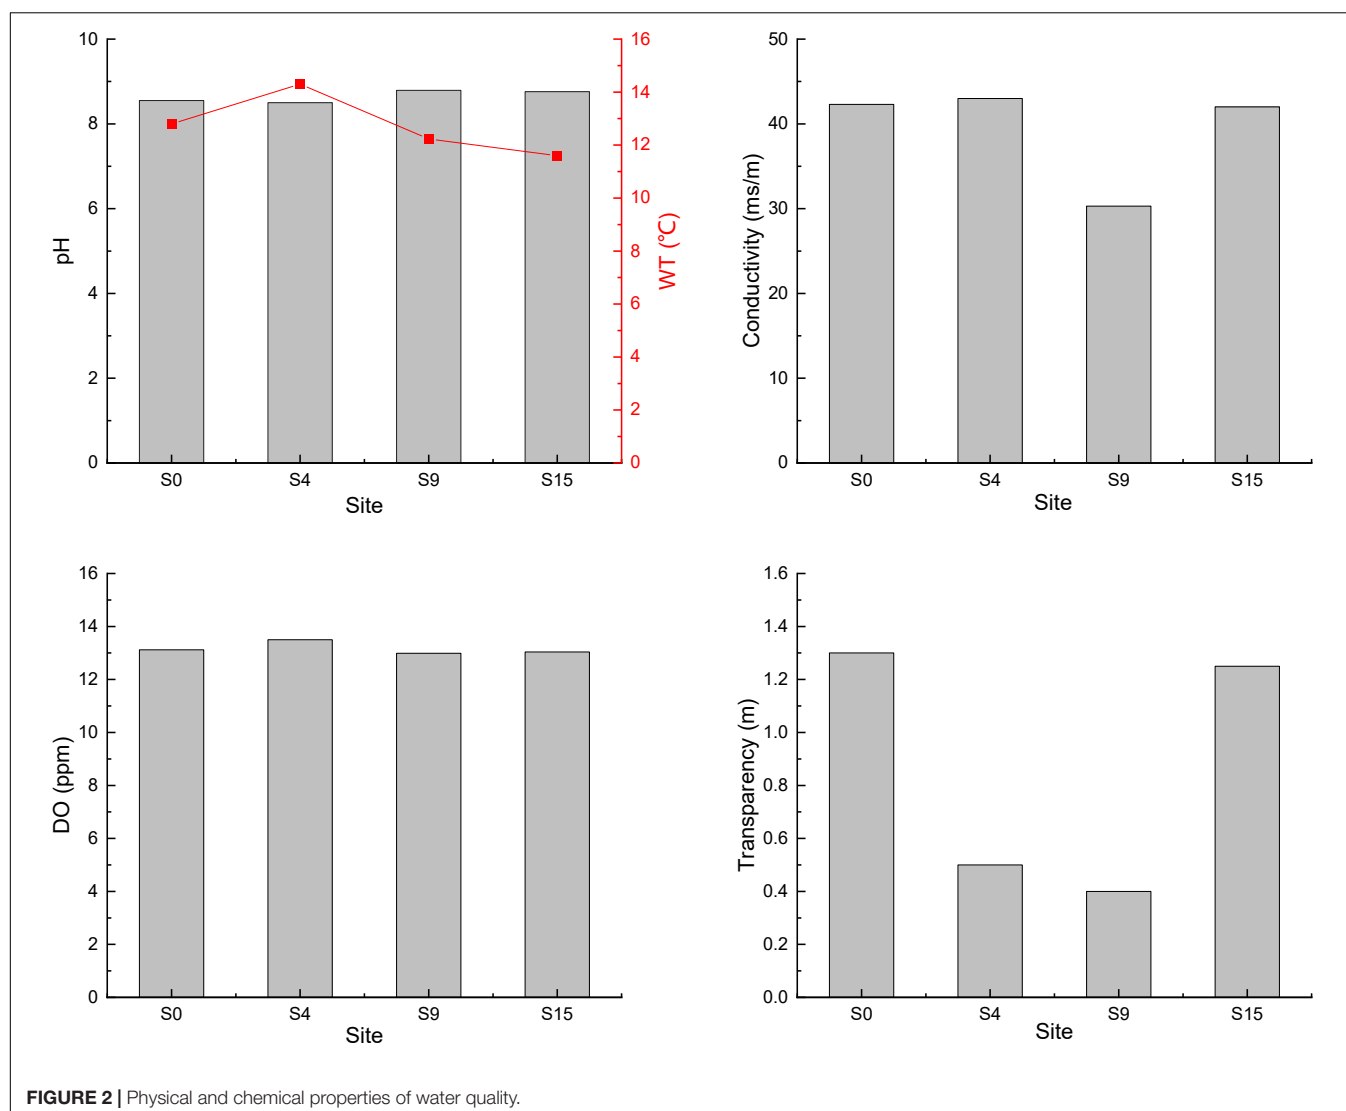 10
8
6
4
2
0
pH
16
14
12
10
8
6
4
2
0
WT (℃)
S0 S4 S9 S15
Site
50
40
30
20
10
0
Conductivity (ms/m)
S0 S4 S9 S15
Site
16
14
12
10
8
6
4
2
0
DO (ppm)
S0 S4 S9 S15
Site
1.6
1.4
1.2
1.0
0.8
0.6
0.4
0.2
0.0
Transparency (m)
S0 S4 S9 S15
Site
FIGURE 2 | Physical and chemical properties of water quality.